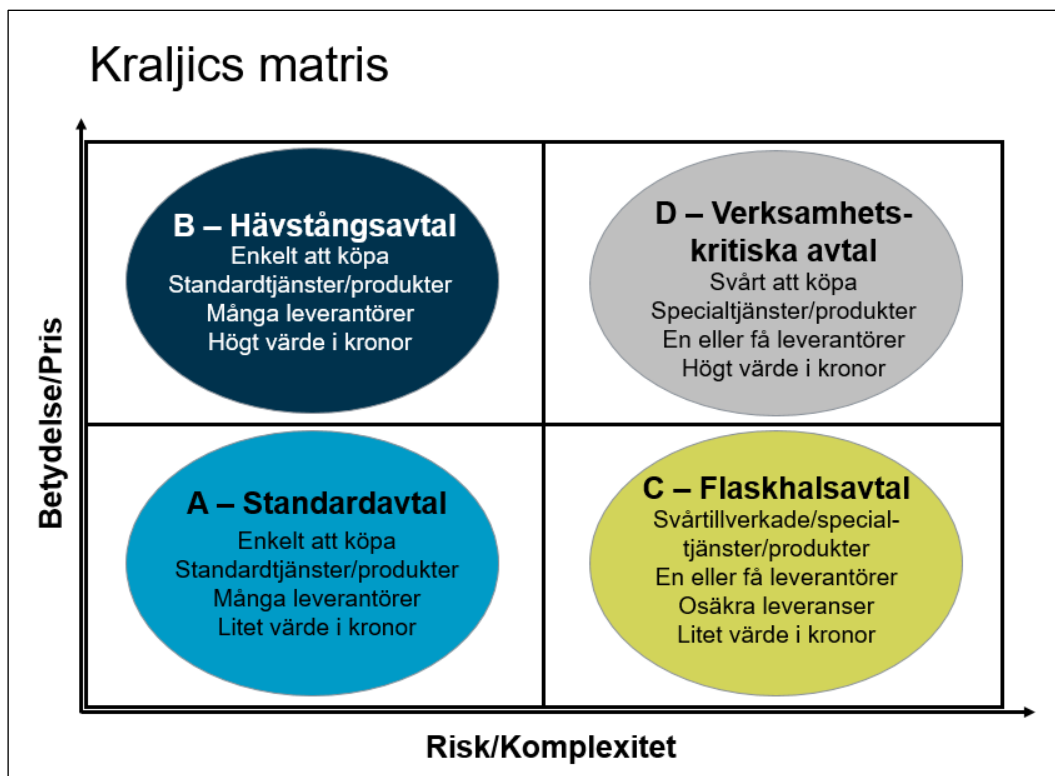 Kraljics matris
Betydelse/Pris
B – Hävstångsavtal
Enkelt att köpa
Standardtjänster/produkter
Många leverantörer
Högt värde i kronor
D – Verksamhets-
kritiska avtal
Svårt att köpa
Specialtjänster/produkter
En eller få leverantörer
Högt värde i kronor
A – Standardavtal
Enkelt att köpa
Standardtjänster/produkter
Många leverantörer
Litet värde i kronor
C – Flaskhalsavtal
Svårtillverkade/special-
tjänster/produkter
En eller få leverantörer
Osäkra leveranser
Litet värde i kronor
Risk/Komplexitet